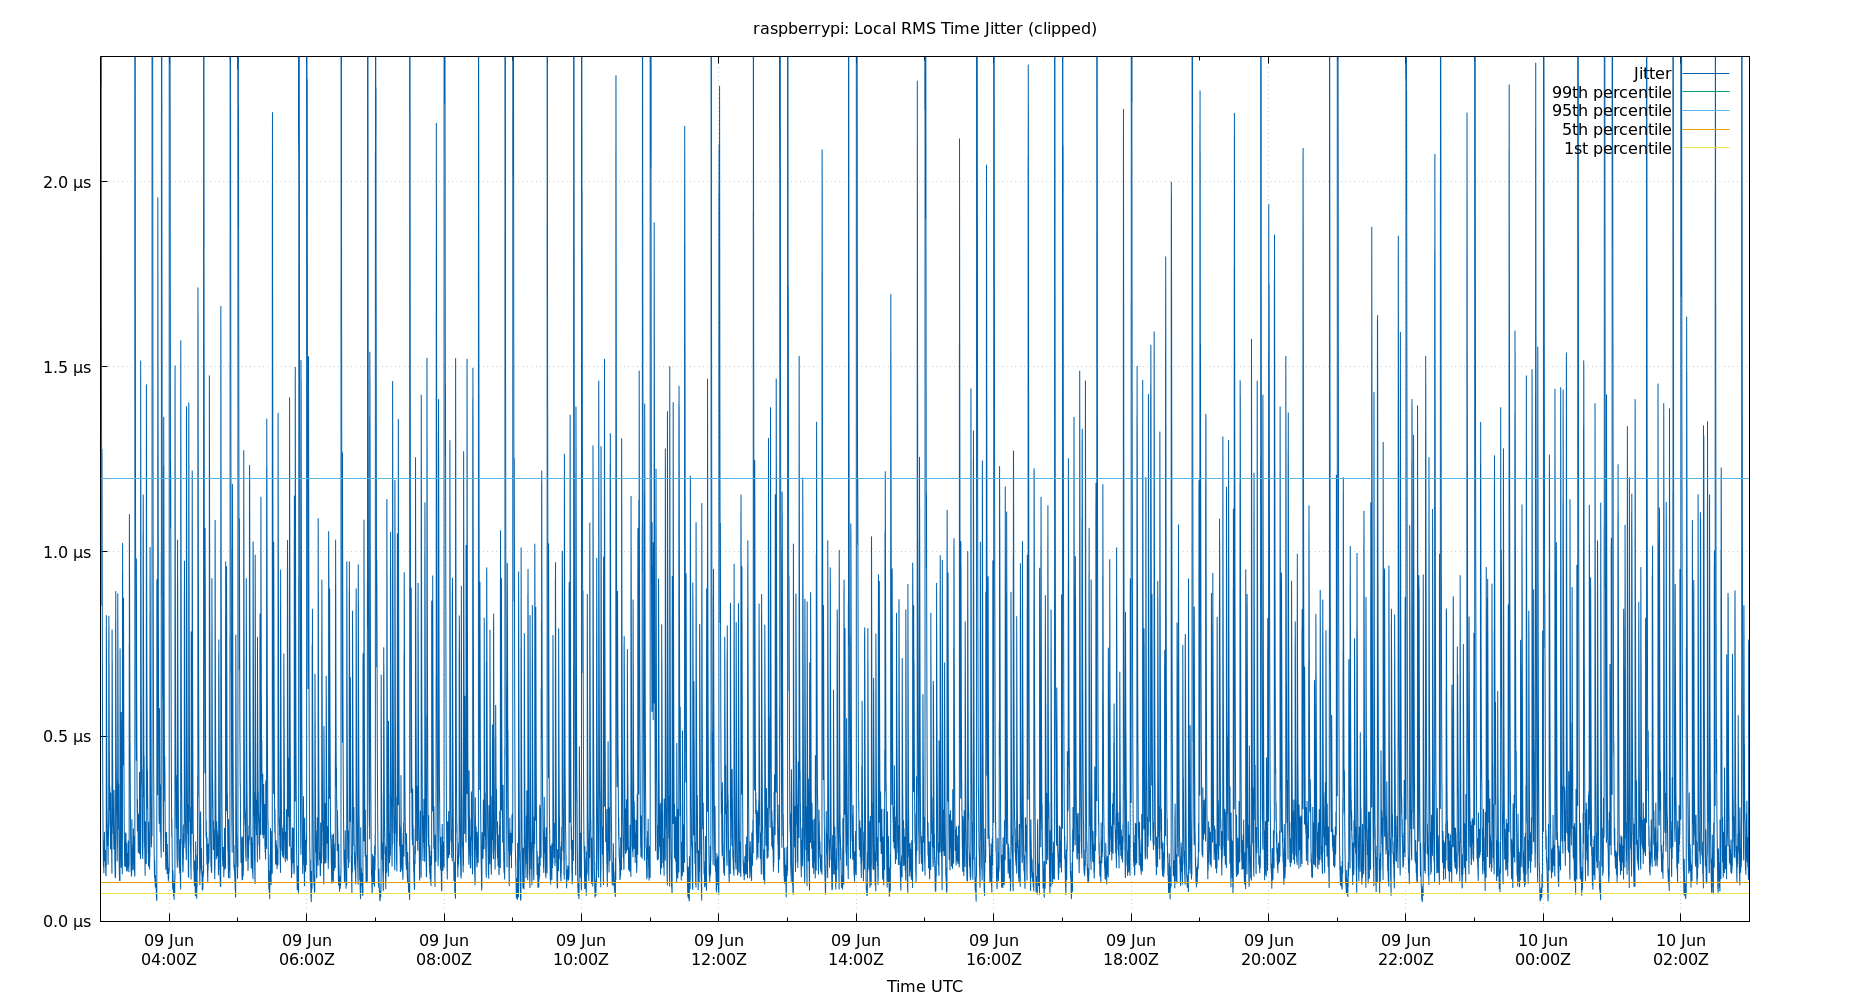 raspberrypi: Local RMS Time Jitter (clipped)
Jitter
99th percentile
95th percentile
5th percentile
1st percentile
2.0 µs
1.5 µs
1.0 µs
0.5 µs
0.0 µs
09 Jun 09 Jun 09 Jun 09 Jun 09 Jun 09 Jun 09 Jun 09 Jun 09 Jun 09 Jun 10 Jun 10 Jun
04:00Z 06:00Z 08:00Z 10:00Z 12:00Z 14:00Z 16:00Z 18:00Z 20:00Z 22:00Z 00:00Z 02:00Z
Time UTC